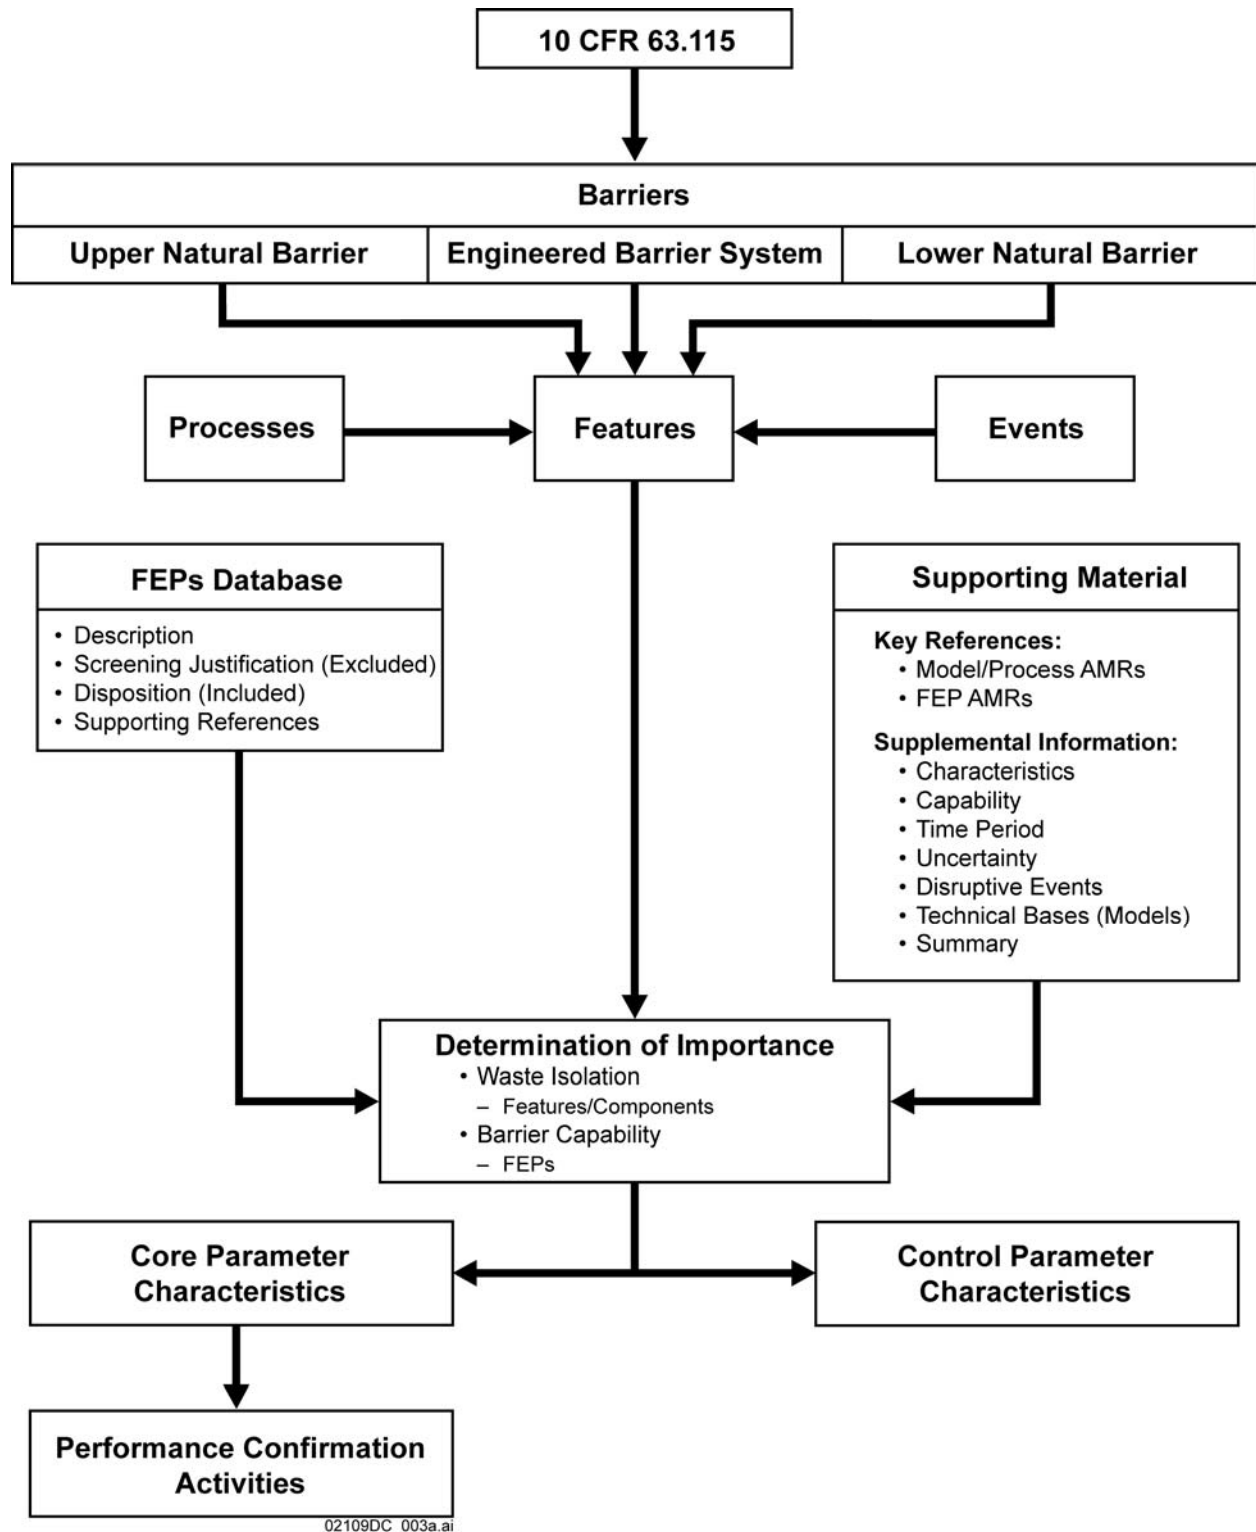 10 CFR 63.115
Barriers
Upper Natural Barrier
Engineered Barrier System
Lower Natural Barrier
Processes
Features
Events
FEPs Database
• Description
• Screening Justification (Excluded)
• Disposition (Included)
• Supporting References
Supporting Material
Key References:
• Model/Process AMRs
• FEP AMRs
Supplemental Information:
• Characteristics
• Capability
• Time Period
• Uncertainty
• Disruptive Events
• Technical Bases (Models)
• Summary
Determination of Importance
• Waste Isolation
– Features/Components
• Barrier Capability
– FEPs
Core Parameter
Characteristics
Control Parameter
Characteristics
Performance Confirmation
Activities
02109DC_003a.ai